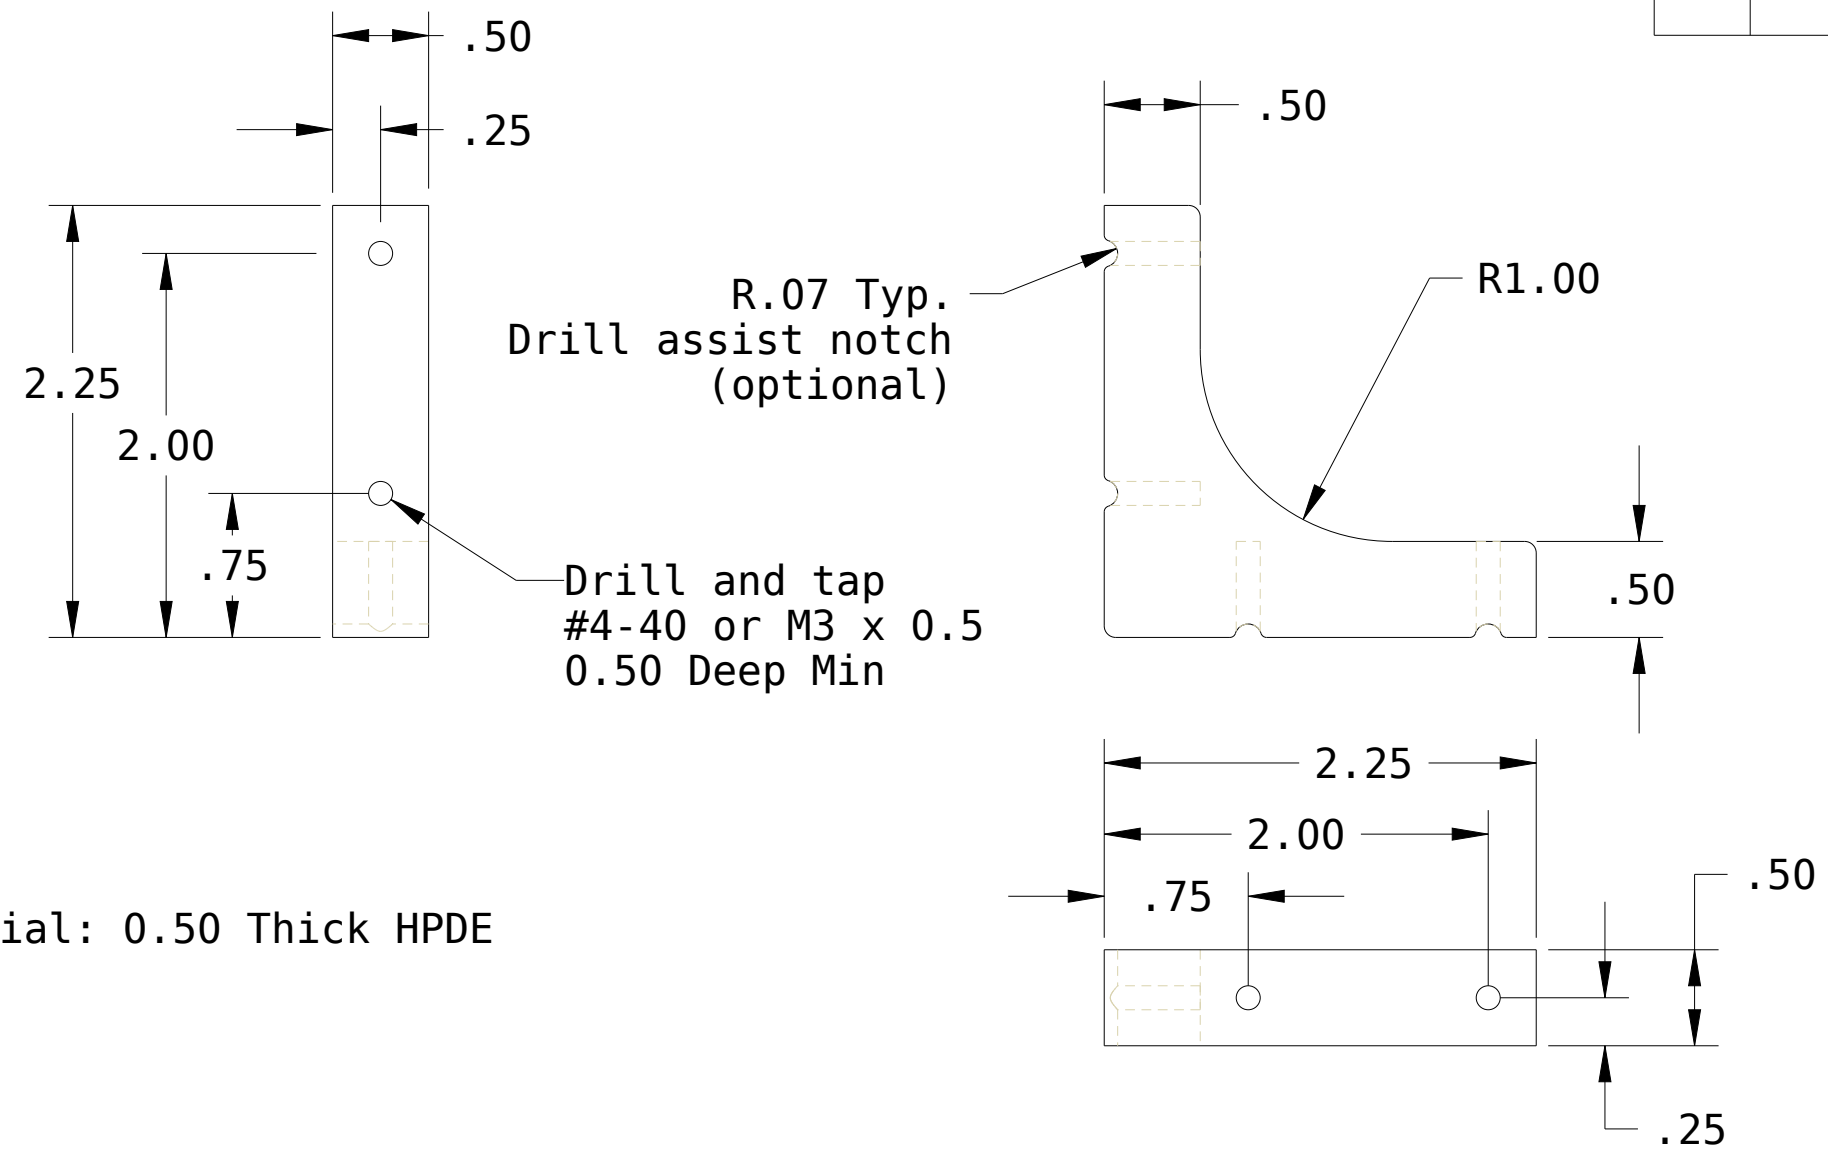 .50
.25
.50
R.07 Typ.
Drill assist notch
(optional)
R1.00
2.25
2.00
.75
Drill and tap
#4-40 or M3 x 0.5
0.50 Deep Min
.50
2.25
2.00
.75
.50
ial: 0.50 Thick HPDE
.25